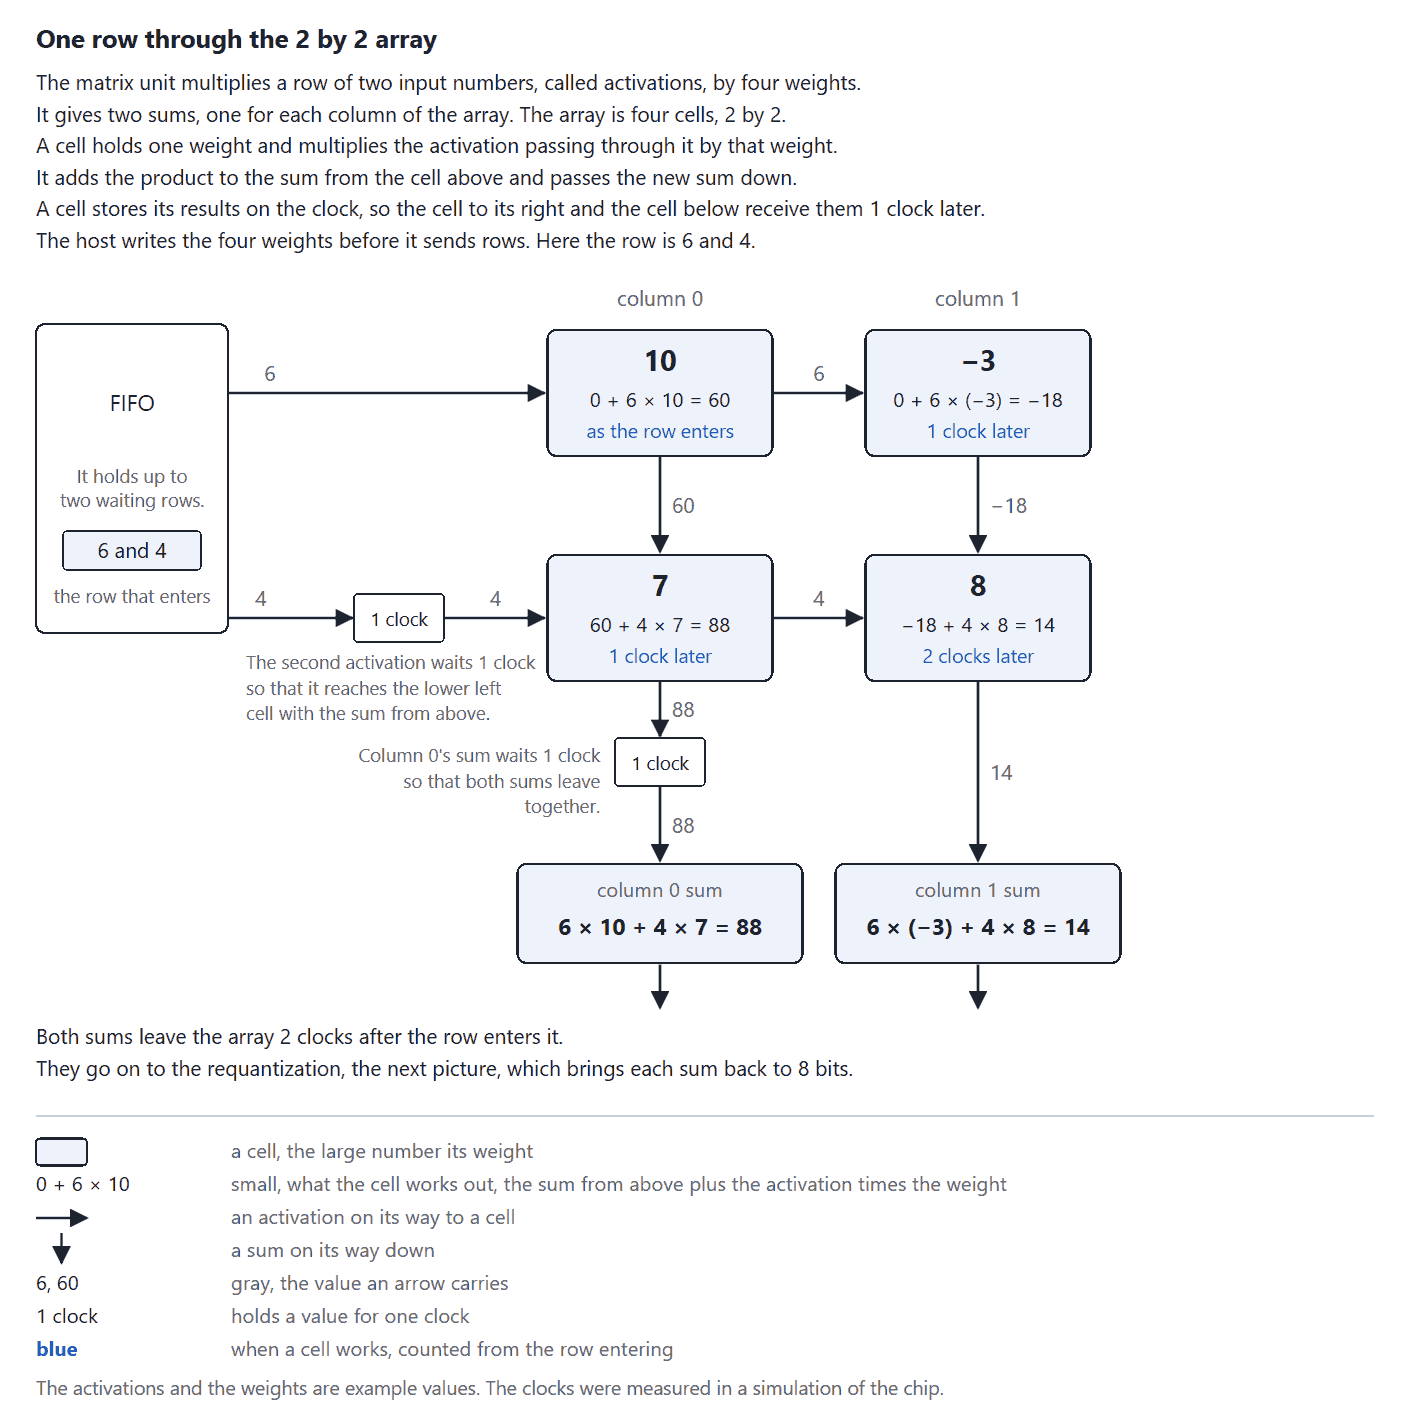 One row through the 2 by 2 array
The matrix unit multiplies a row of two input numbers, called activations, by four weights.
It gives two sums, one for each column of the array. The array is four cells, 2 by 2.
A cell holds one weight and multiplies the activation passing through it by that weight.
It adds the product to the sum from the cell above and passes the new sum down.
A cell stores its results on the clock, so the cell to its right and the cell below receive them 1 clock later.
The host writes the four weights before it sends rows. Here the row is 6 and 4.
column 0
column 1
FIFO
It holds up to
two waiting rows.
6 and 4
the row that enters
6
10
0 + 6 × 10 = 60
as the row enters
6
−3
0 + 6 × (−3) = −18
1 clock later
60
−18
4
1 clock
4
7
60 + 4 × 7 = 88
1 clock later
4
8
−18 + 4 × 8 = 14
2 clocks later
The second activation waits 1 clock
so that it reaches the lower left
cell with the sum from above.
88
Column 0's sum waits 1 clock
so that both sums leave
together.
1 clock
14
88
column 0 sum
6 × 10 + 4 × 7 = 88
column 1 sum
6 × (−3) + 4 × 8 = 14
Both sums leave the array 2 clocks after the row enters it.
They go on to the requantization, the next picture, which brings each sum back to 8 bits.
a cell, the large number its weight
0 + 6 × 10 small, what the cell works out, the sum from above plus the activation times the weight
an activation on its way to a cell
a sum on its way down
6, 60 gray, the value an arrow carries
1 clock holds a value for one clock
blue when a cell works, counted from the row entering
The activations and the weights are example values. The clocks were measured in a simulation of the chip.